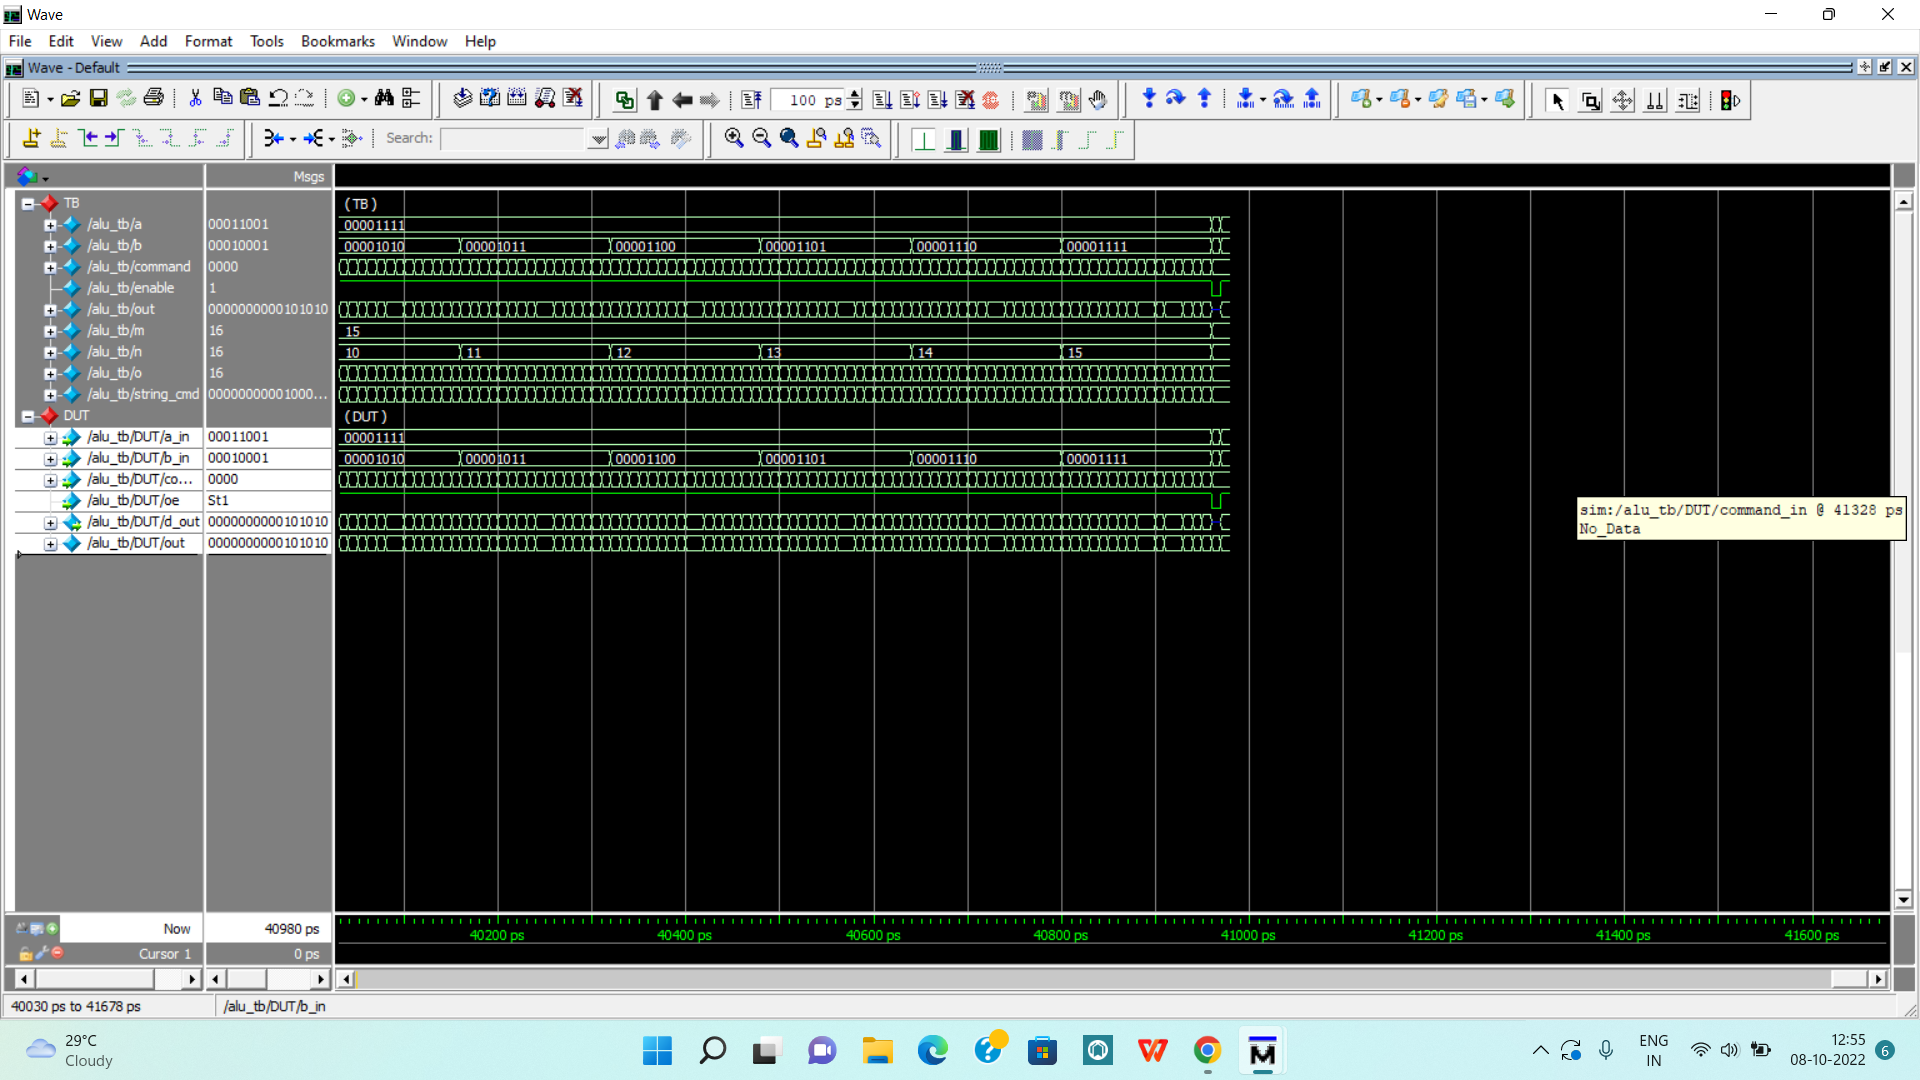 Wave
File Edit View Add Format Tools Bookmarks Window Help
Wave - Default
100 ps
Search:
Msgs
TB (TB)
/alu_tb/a 00011001 00001111
/alu_tb/b 00010001 00001010 00001011 00001100 00001101 00001110 00001111
/alu_tb/command 0000
/alu_tb/enable 1
/alu_tb/out 0000000000101010
/alu_tb/m 16 15
/alu_tb/n 16 10 11 12 13 14 15
/alu_tb/o 16
/alu_tb/string_cmd 00000000001000...
DUT (DUT)
/alu_tb/DUT/a_in 00011001 00001111
/alu_tb/DUT/b_in 00010001 00001010 00001011 00001100 00001101 00001110 00001111
/alu_tb/DUT/co... 0000
/alu_tb/DUT/oe St1
/alu_tb/DUT/d_out 0000000000101010
/alu_tb/DUT/out 0000000000101010
sim:/alu_tb/DUT/command_in @ 41328 ps
No_Data
Now 40980 ps
40200 ps 40400 ps 40600 ps 40800 ps 41000 ps 41200 ps 41400 ps 41600 ps
Cursor 1 0 ps
40030 ps to 41678 ps /alu_tb/DUT/b_in
29°C
Cloudy
ENG
IN
12:55
08-10-2022
6